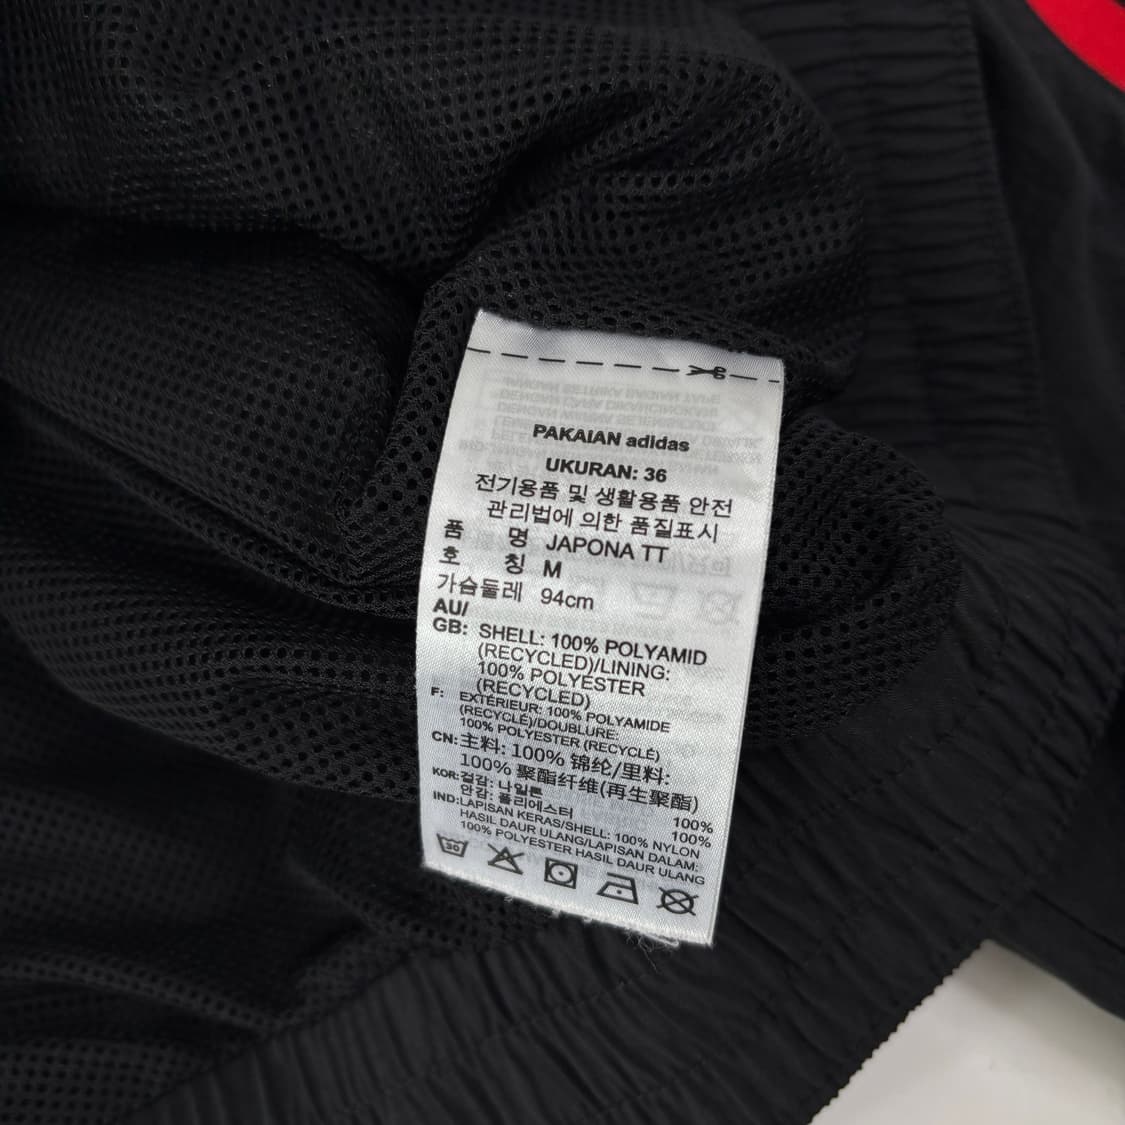 PAKAIAN adidas
UKURAN: 36
전기용품 및 생활용품 안전
관리법에 의한 품질표시
품 명 JAPONA TT
호 칭 M
가슴둘레 94cm
AU/
GB: SHELL: 100% POLYAMID
(RECYCLED)/LINING:
100% POLYESTER
(RECYCLED)
F: EXTÉRIEUR: 100% POLYAMIDE
(RECYCLÉ)/DOUBLURE:
100% POLYESTER (RECYCLÉ)
CN: 主料: 100% 锦纶/里料:
100% 聚酯纤维(再生聚酯)
KOR: 겉감: 나일론 100%
안감: 폴리에스터 100%
IND: LAPISAN KERAS/SHELL: 100% NYLON
HASIL DAUR ULANG/LAPISAN DALAM:
100% POLYESTER HASIL DAUR ULANG
30